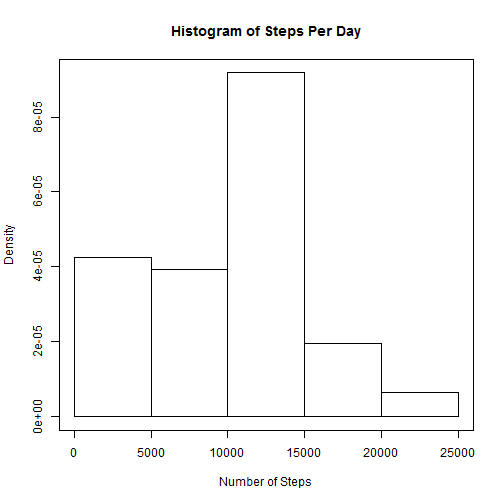 Histogram of Steps Per Day
Density
8e-05
6e-05
4e-05
2e-05
0e+00
0 5000 10000 15000 20000 25000
Number of Steps